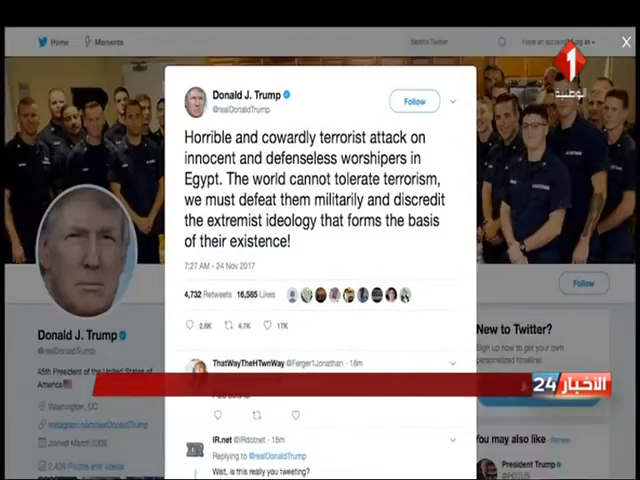 Home
Moments
Search Twitter
Have an account? Log in
X
1
الوطنية
Donald J. Trump
@realDonaldTrump
Follow
Horrible and cowardly terrorist attack on
innocent and defenseless worshipers in
Egypt. The world cannot tolerate terrorism,
we must defeat them militarily and discredit
the extremist ideology that forms the basis
of their existence!
7:27 AM - 24 Nov 2017
4,732 Retweets 16,585 Likes
2.8K 4.7K 17K
Follow
Donald J. Trump
@realDonaldTrump
45th President of the United States of
America
Washington, DC
Joined March 2009
ThatWayTheHTwnWay @Ferger1Jonathan · 18m
New to Twitter?
Sign up now to get your own
personalized timeline!
الأخبار 24
IR.net @IRdotnet · 18m
Replying to @realDonaldTrump
Wait, is this really you tweeting?
You may also like
President Trump